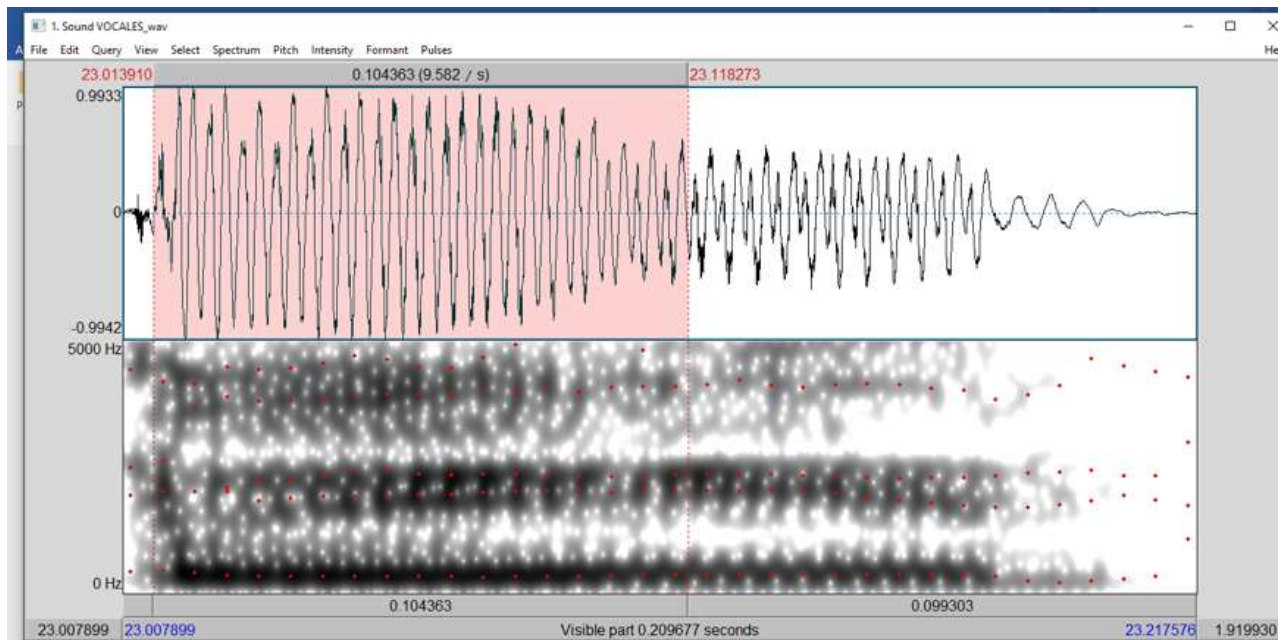 1. Sound VOCALES_wav
File Edit Query View Select Spectrum Pitch Intensity Formant Pulses He
23.013910 0.104363 (9.582 / s) 23.118273
0.9933
0
-0.9942
5000 Hz
0 Hz
0.104363 0.099303
23.007899 23.007899 Visible part 0.209677 seconds 23.217576 1.919930